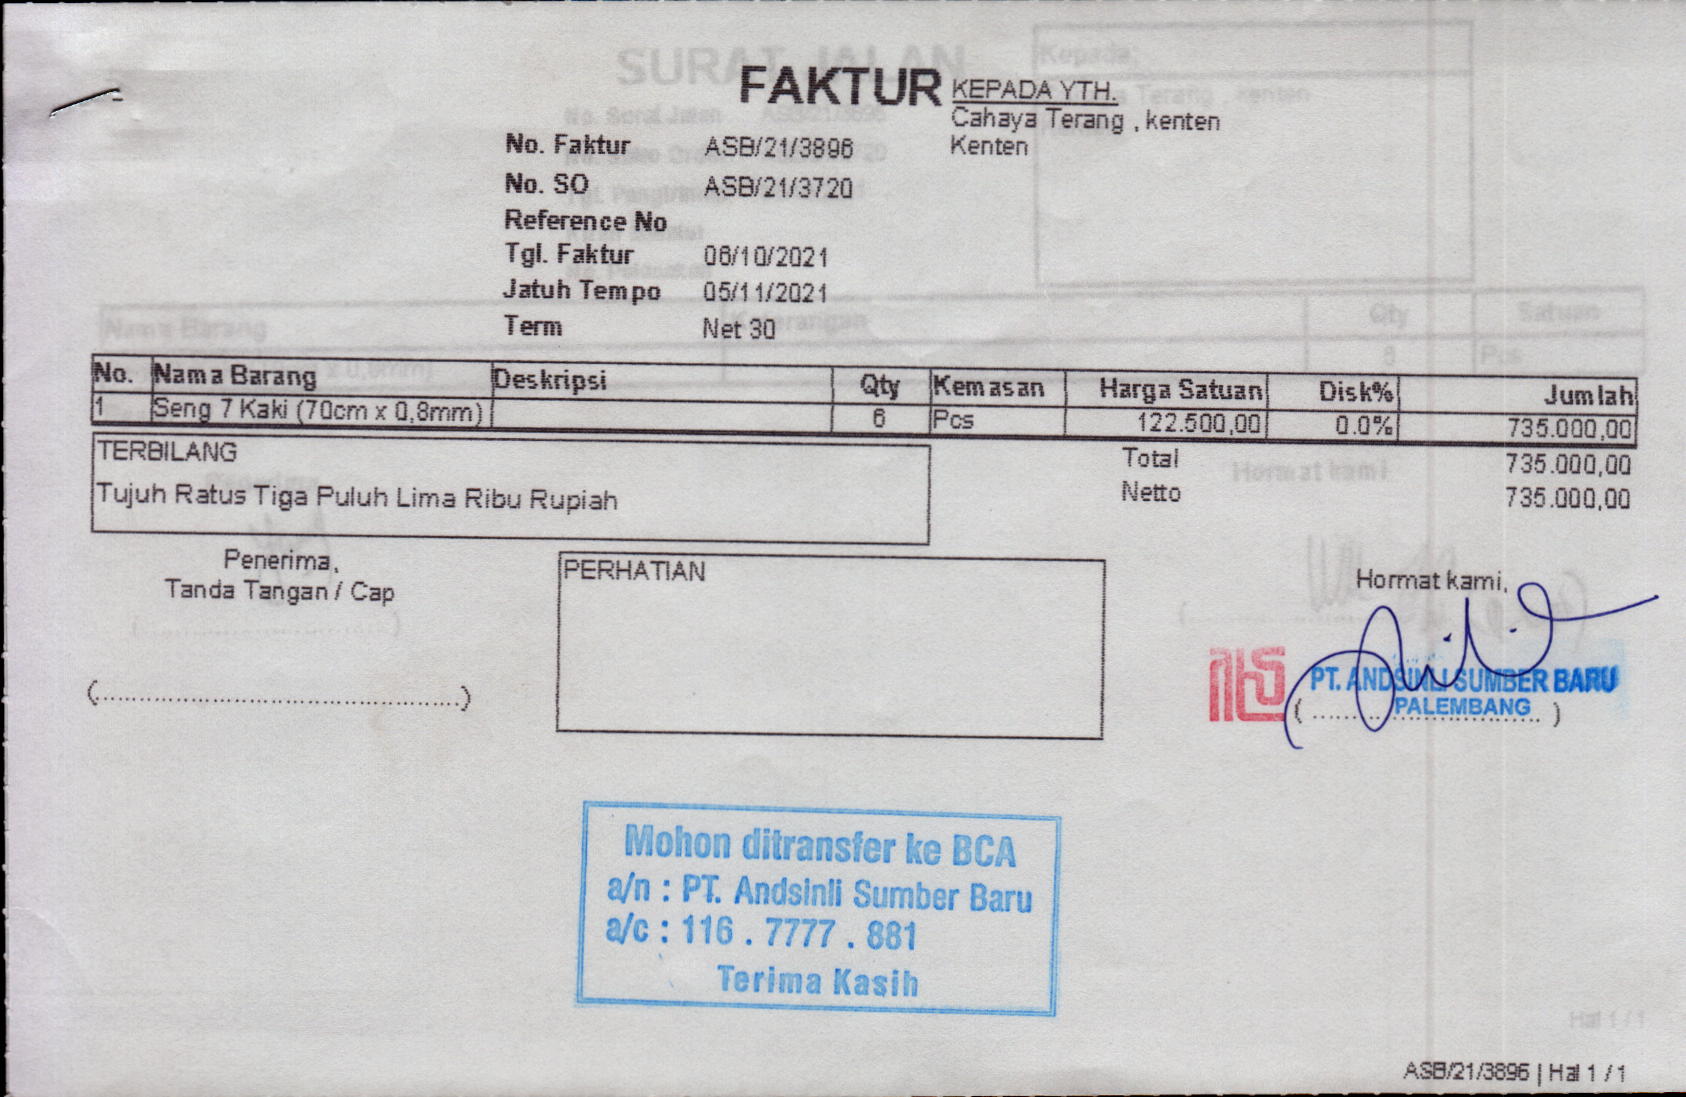 FAKTUR
KEPADA YTH.
Cahaya Terang , kenten
Kenten
No. Faktur ASB/21/3896
No. SO ASB/21/3720
Reference No
Tgl. Faktur 06/10/2021
Jatuh Tempo 05/11/2021
Term Net 30
No. Nama Barang Deskripsi Qty Kemasan Harga Satuan Disk% Jumlah
1 Seng 7 Kaki (70cm x 0,8mm) 6 Pcs 122.500,00 0.0% 735.000,00
TERBILANG
Tujuh Ratus Tiga Puluh Lima Ribu Rupiah
Total 735.000,00
Netto 735.000,00
Penerima,
Tanda Tangan / Cap
(................................................)
PERHATIAN
Hormat kami,
PT. ANDSINLI SUMBER BARU
PALEMBANG
Mohon ditransfer ke BCA
a/n : PT. Andsinli Sumber Baru
a/c : 116 . 7777 . 881
Terima Kasih
ASB/21/3896 | Hal 1 / 1